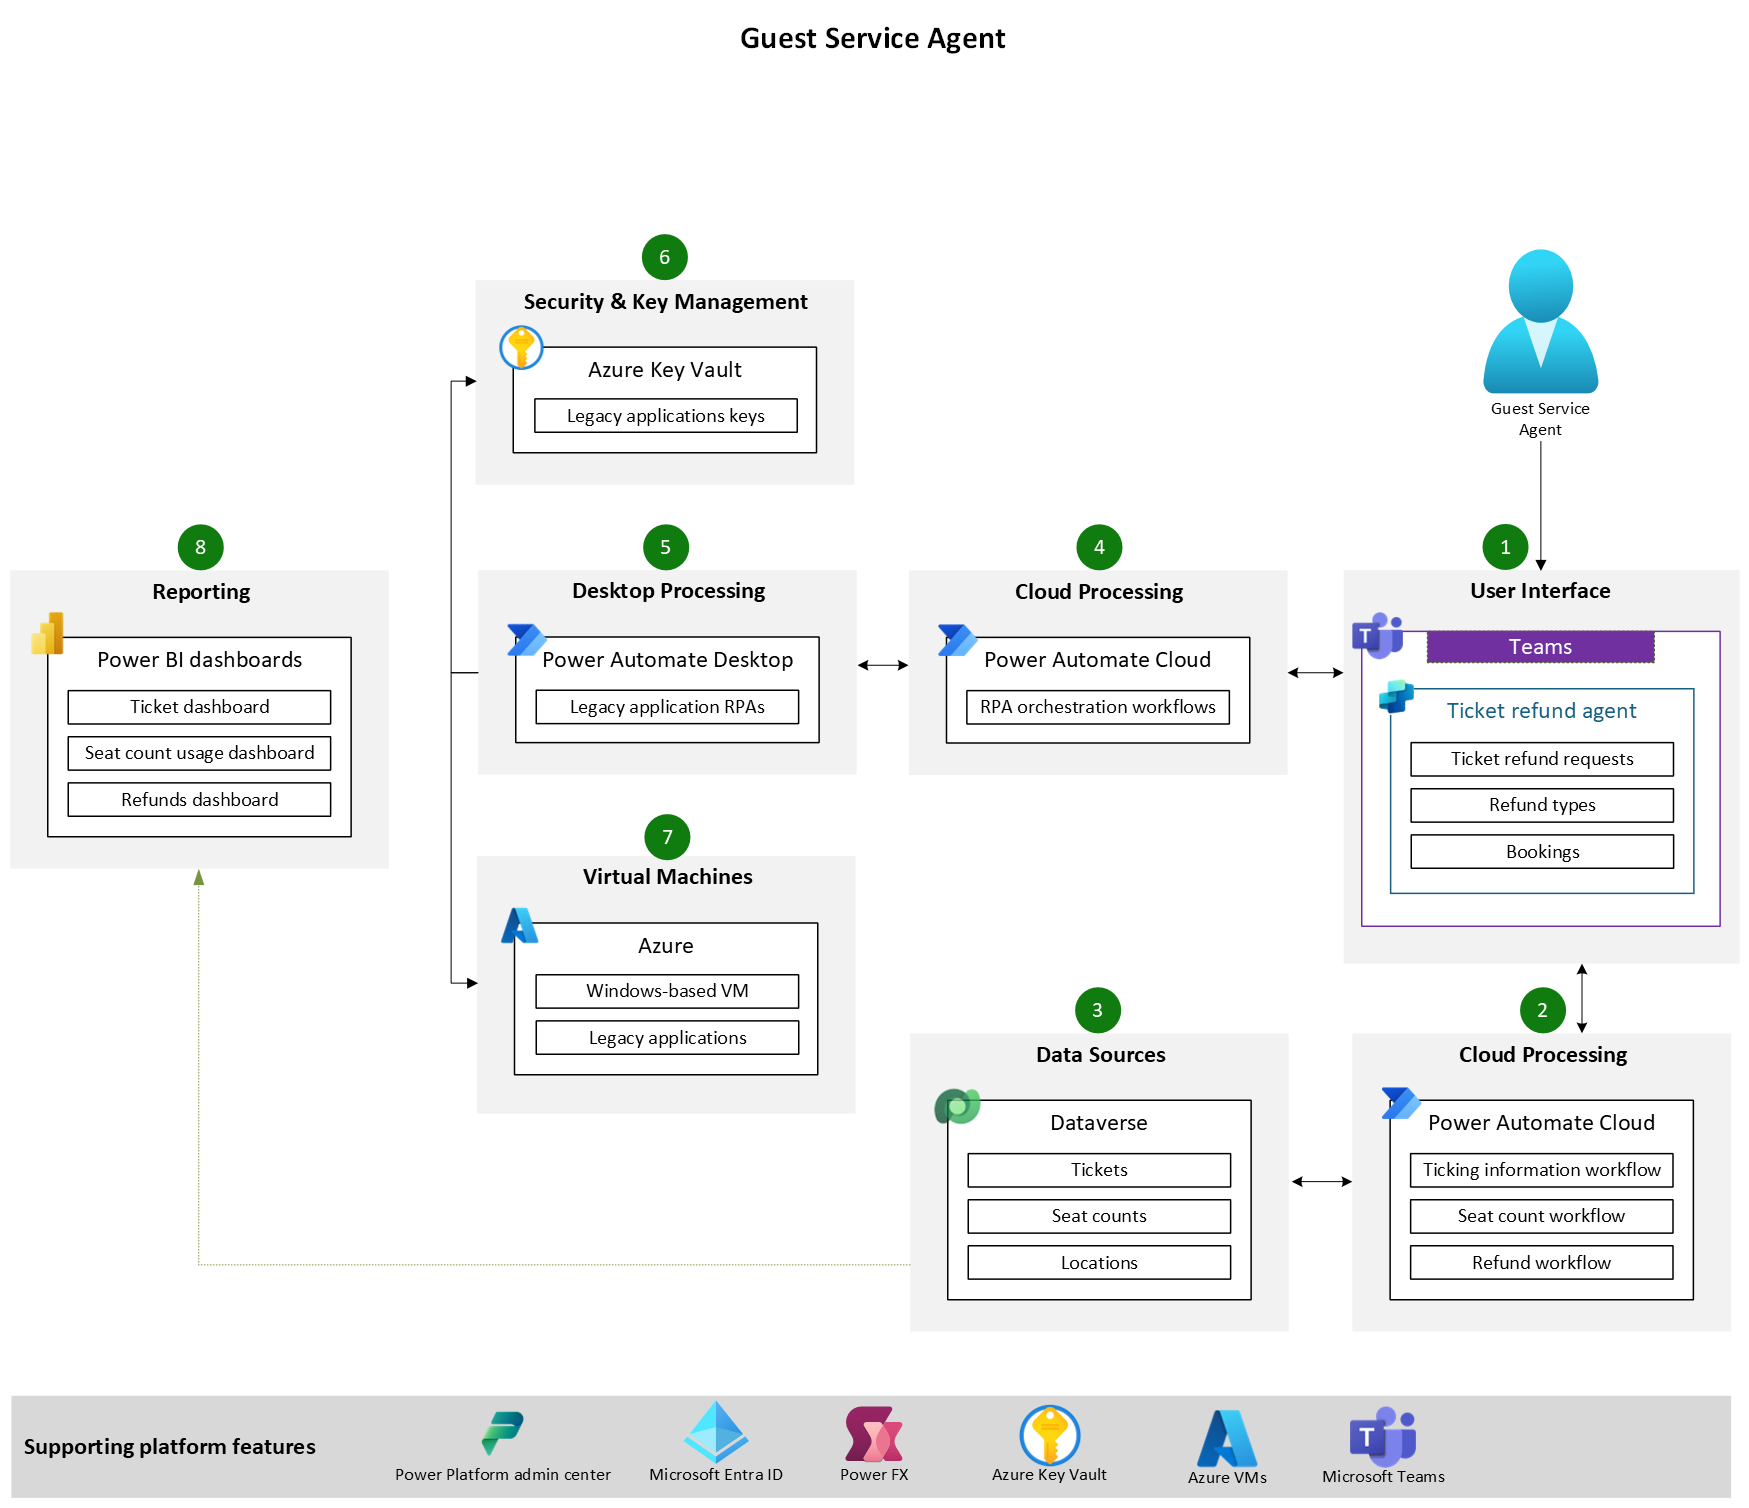 Guest Service Agent
6
Security & Key Management
Azure Key Vault
Legacy applications keys
Guest Service
Agent
8
Reporting
Power BI dashboards
Ticket dashboard
Seat count usage dashboard
Refunds dashboard
5
Desktop Processing
Power Automate Desktop
Legacy application RPAs
4
Cloud Processing
Power Automate Cloud
RPA orchestration workflows
1
User Interface
T
Teams
Ticket refund agent
Ticket refund requests
Refund types
Bookings
7
Virtual Machines
Azure
Windows-based VM
Legacy applications
3
Data Sources
Dataverse
Tickets
Seat counts
Locations
2
Cloud Processing
Power Automate Cloud
Ticking information workflow
Seat count workflow
Refund workflow
Supporting platform features
Power Platform admin center
Microsoft Entra ID
Power FX
Azure Key Vault
Azure VMs
T
Microsoft Teams